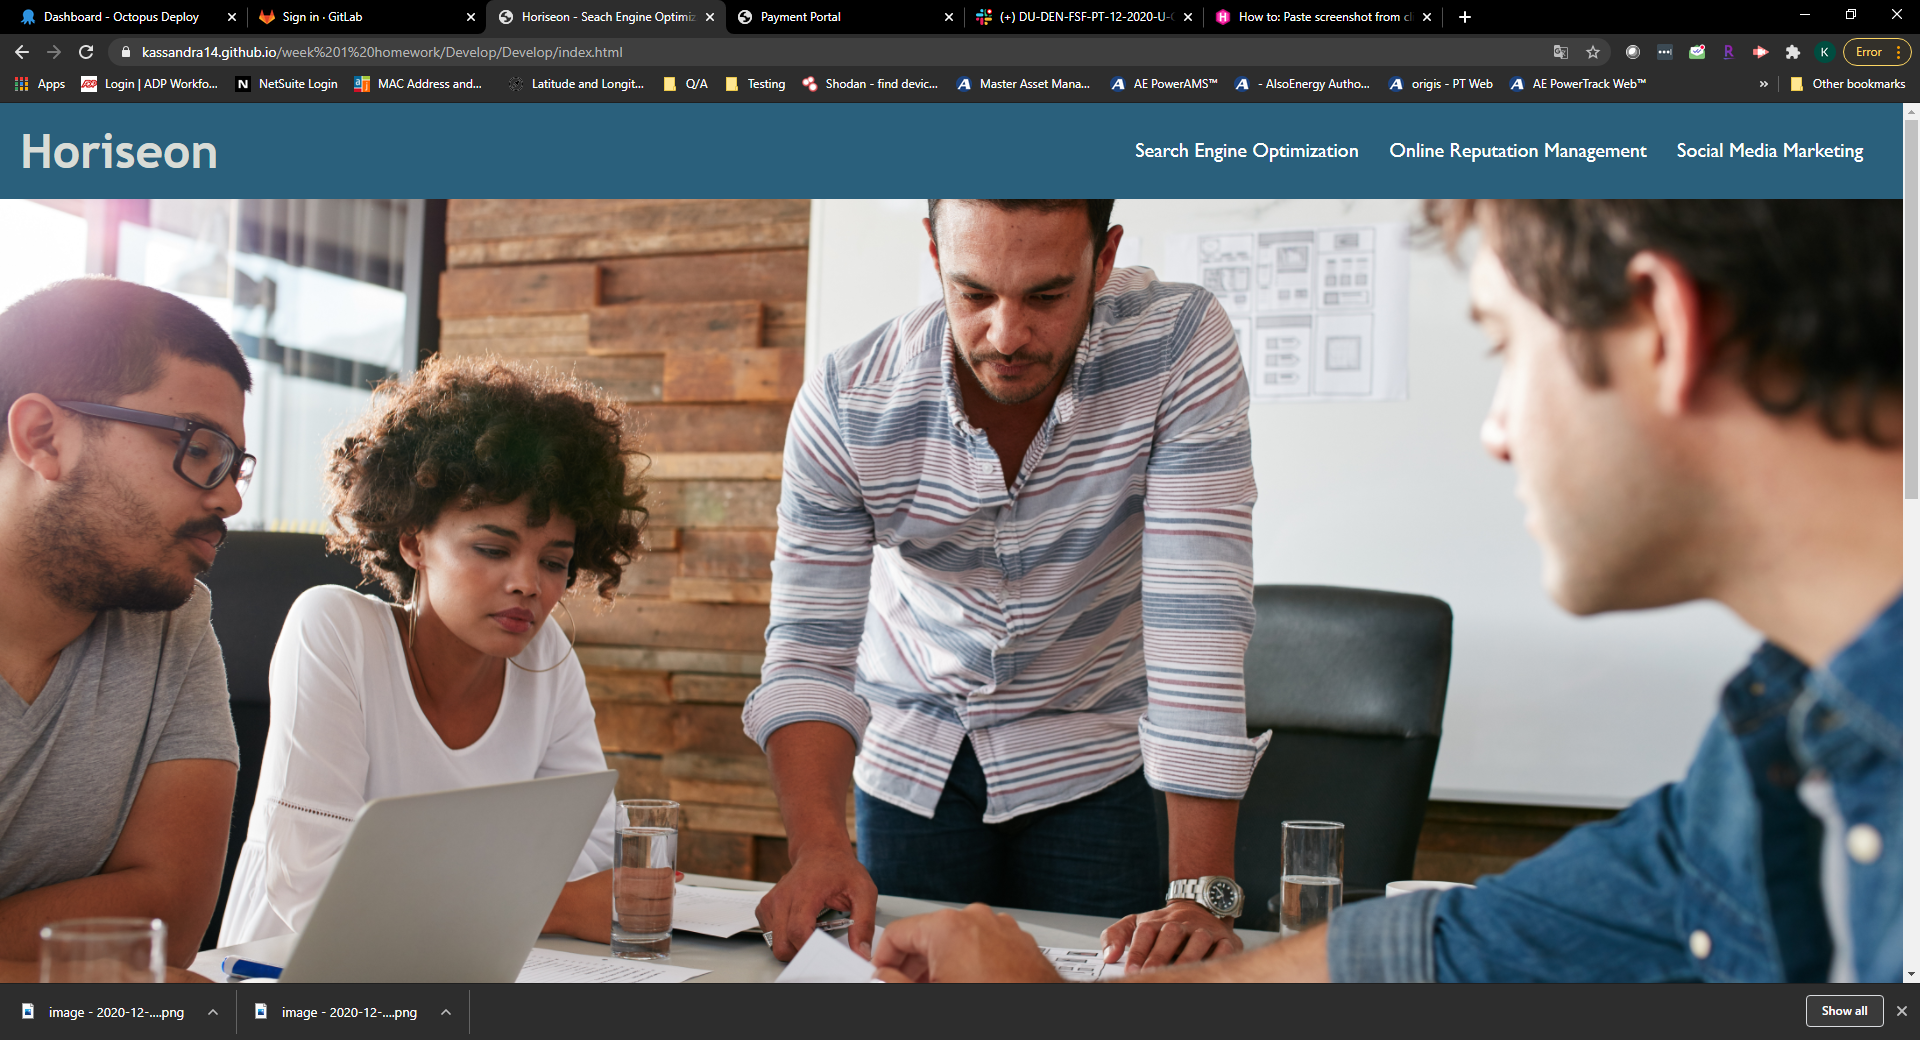 Dashboard - Octopus Deploy
Sign in · GitLab
Horiseon - Seach Engine Optimiz
Payment Portal
(+) DU-DEN-FSF-PT-12-2020-U-C
How to: Paste screenshot from cl
kassandra14.github.io/week%201%20homework/Develop/Develop/index.html
K
Error
Apps
Login | ADP Workfo...
NetSuite Login
MAC Address and...
Latitude and Longit...
Q/A
Testing
Shodan - find devic...
Master Asset Mana...
AE PowerAMS™
- AlsoEnergy Autho...
origis - PT Web
AE PowerTrack Web™
»
Other bookmarks
Horiseon
Search Engine Optimization
Online Reputation Management
Social Media Marketing
image - 2020-12-....png
image - 2020-12-....png
Show all